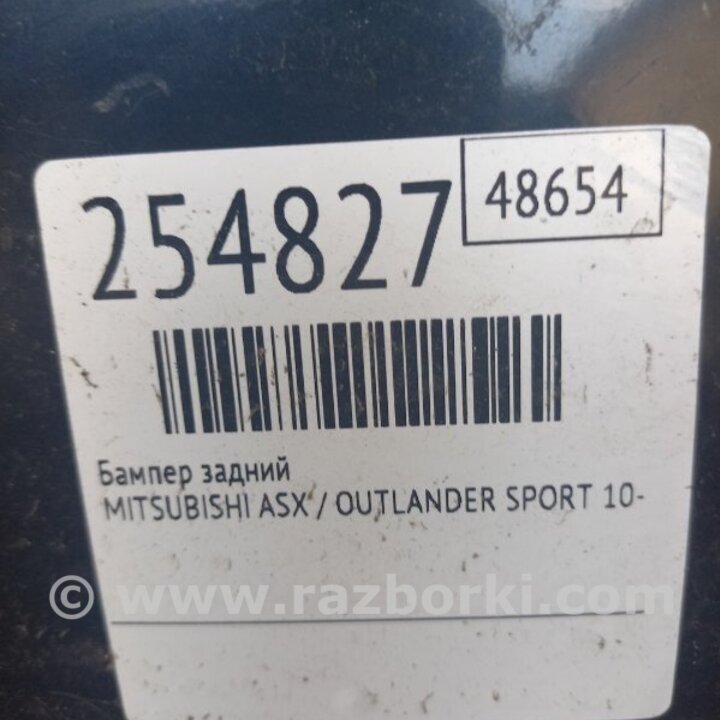 254827
48654
Бампер задний
MITSUBISHI ASX / OUTLANDER SPORT 10-
© www.razborki.com